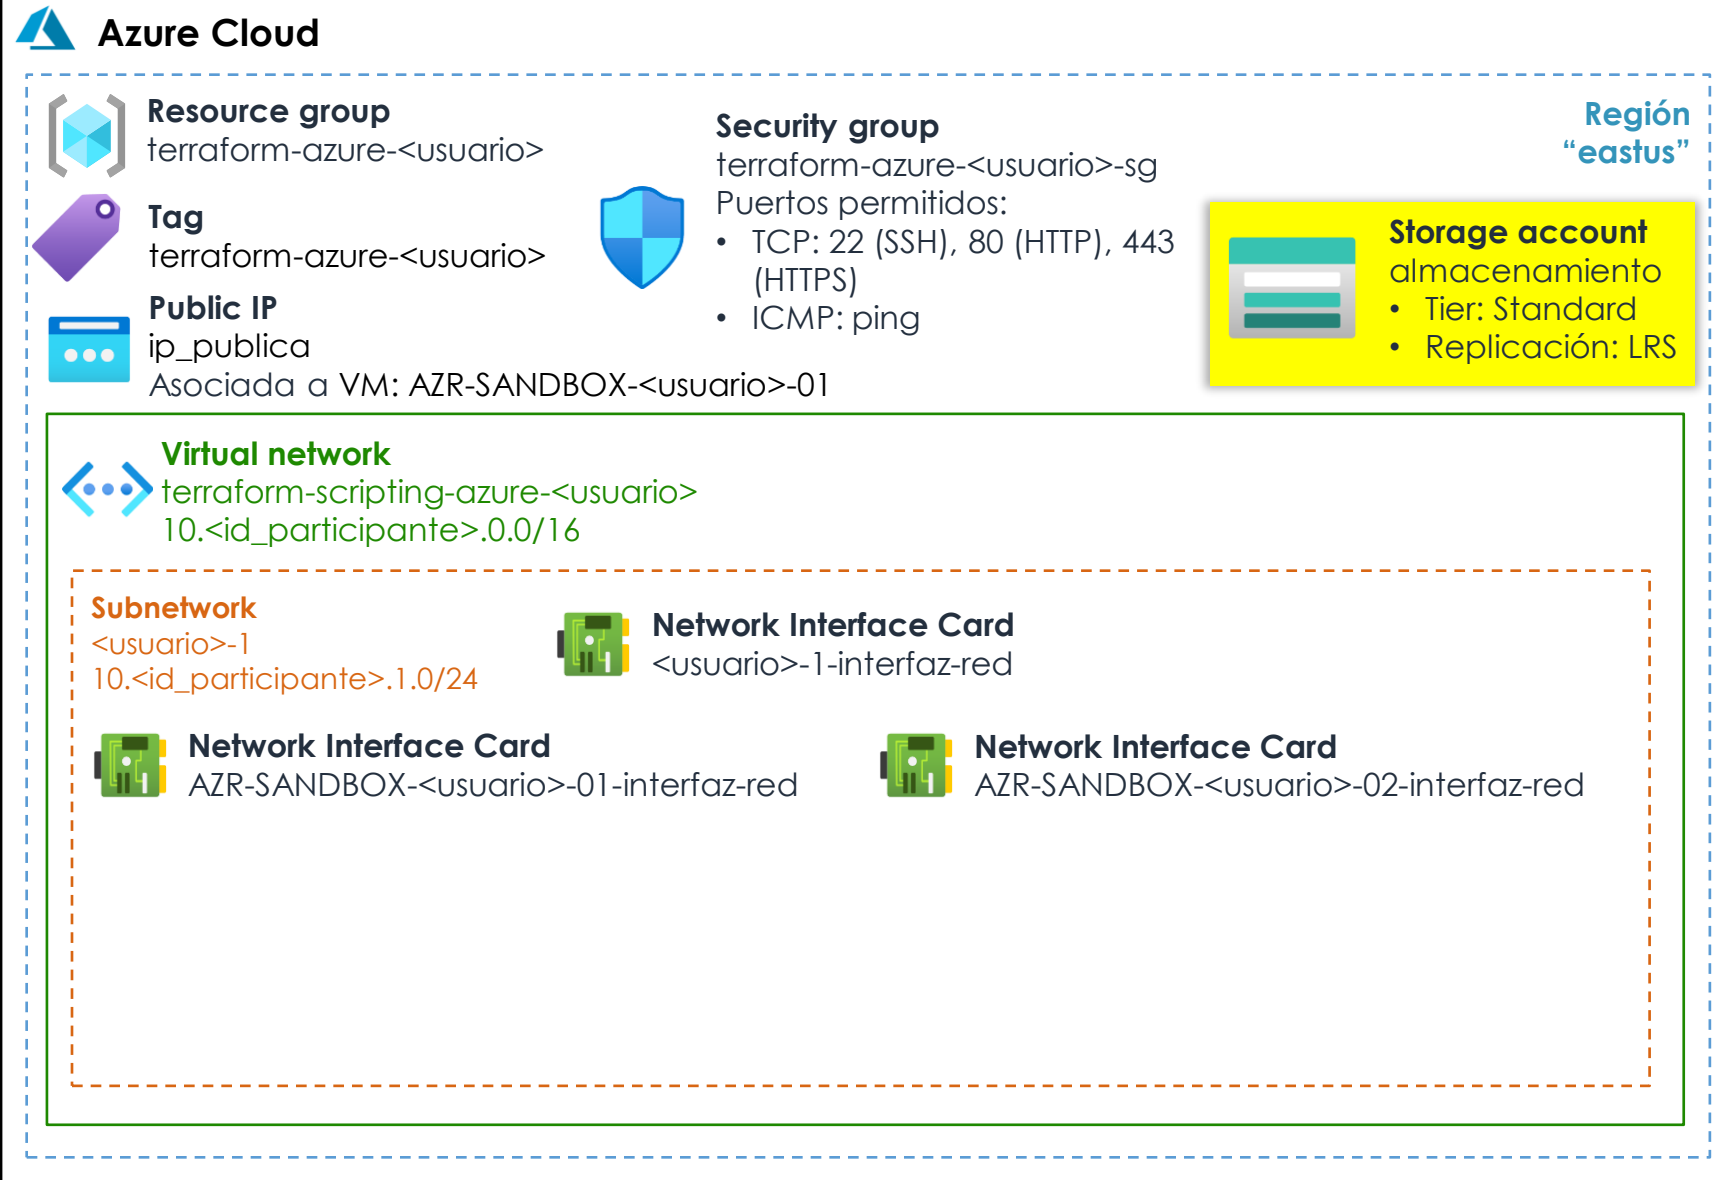 Azure Cloud
Resource group
terraform-azure-<usuario>
Tag
terraform-azure-<usuario>
Public IP
ip_publica
Asociada a VM: AZR-SANDBOX-<usuario>-01
Security group
terraform-azure-<usuario>-sg
Puertos permitidos:
• TCP: 22 (SSH), 80 (HTTP), 443
(HTTPS)
• ICMP: ping
Región
“eastus”
Storage account
almacenamiento
• Tier: Standard
• Replicación: LRS
Virtual network
terraform-scripting-azure-<usuario>
10.<id_participante>.0.0/16
Subnetwork
<usuario>-1
10.<id_participante>.1.0/24
Network Interface Card
<usuario>-1-interfaz-red
Network Interface Card
AZR-SANDBOX-<usuario>-01-interfaz-red
Network Interface Card
AZR-SANDBOX-<usuario>-02-interfaz-red